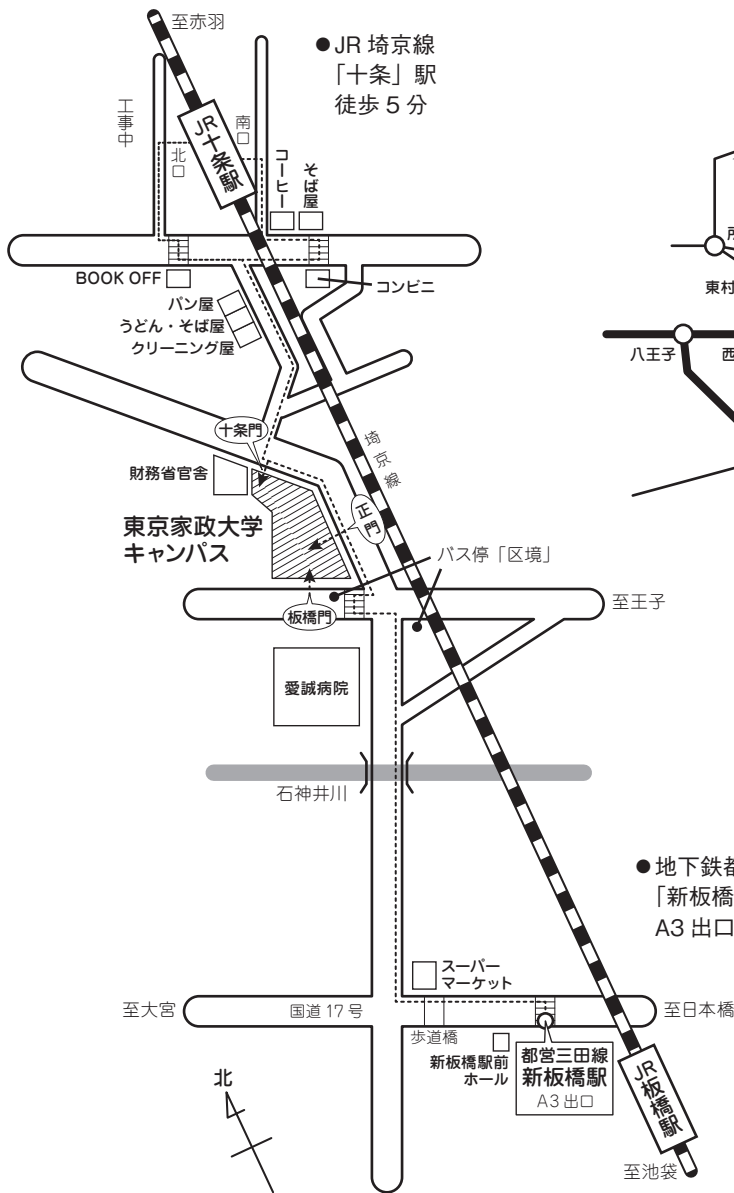 至赤羽
●JR 埼京線
「十条」駅
徒歩 5 分
工事中
北口
JR十条駅
南口
コーヒー
そば屋
BOOK OFF
コンビニ
パン屋
うどん・そば屋
クリーニング屋
所
東村
八王子
西
十条門
埼京線
財務省官舎
正門
東京家政大学
キャンパス
バス停「区境」
板橋門
至王子
愛誠病院
石神井川
●地下鉄都
「新板橋
A3 出口
スーパー
マーケット
至大宮
国道 17 号
至日本橋
歩道橋
新板橋駅前
ホール
都営三田線
新板橋駅
A3 出口
JR板橋駅
北
至池袋